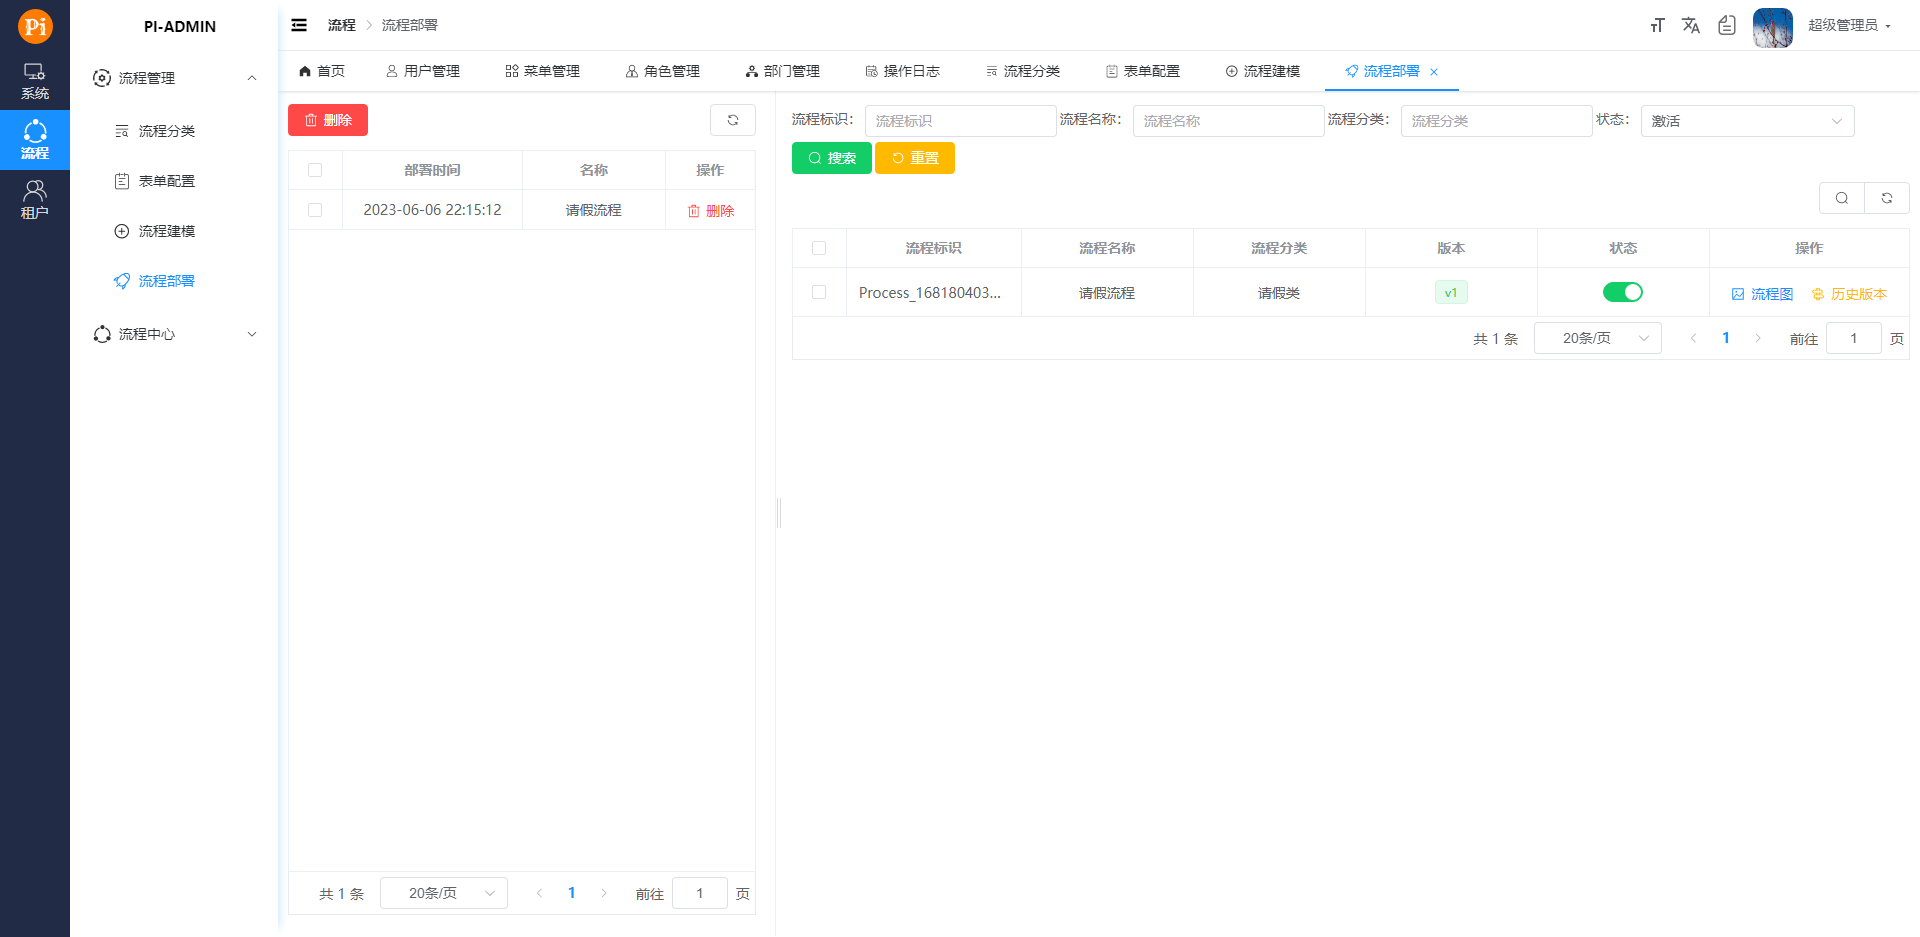 Pi
系统
流程
租户
PI-ADMIN
流程管理
流程分类
表单配置
流程建模
流程部署
流程中心
流程 > 流程部署
超级管理员
首页 用户管理 菜单管理 角色管理 部门管理 操作日志 流程分类 表单配置 流程建模 流程部署
删除
部署时间 名称 操作
2023-06-06 22:15:12 请假流程 删除
共 1 条 20条/页 1 前往 1 页
流程标识： 流程标识 流程名称： 流程名称 流程分类： 流程分类 状态： 激活
搜索 重置
流程标识 流程名称 流程分类 版本 状态 操作
Process_168180403... 请假流程 请假类 v1 流程图 历史版本
共 1 条 20条/页 1 前往 1 页